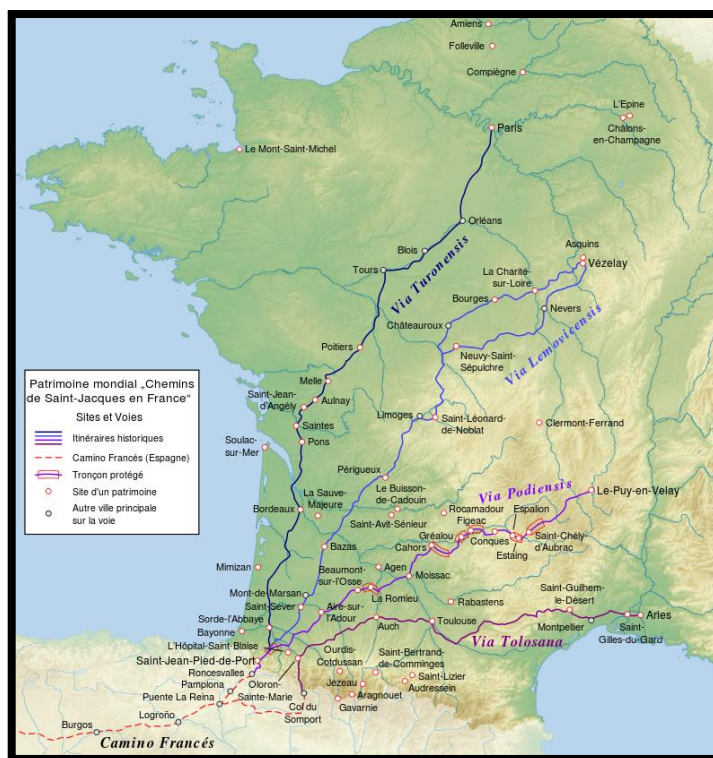 Amiens
Folleville
Compiègne
L'Epine
Châlons-
en-Champagne
Paris
Le Mont-Saint-Michel
Orléans
Blois
Tours
Via Turonensis
Asquins
Vézelay
La Charité-
sur-Loire
Bourges
Nevers
Châteauroux
Neuvy-Saint-
Sépulchre
Via Lemovicensis
Poitiers
Melle
Aulnay
Saint-Jean-
d'Angély
Saintes
Pons
Limoges
Saint-Léonard-
de-Noblat
Clermont-Ferrand
Patrimoine mondial „Chemins
de Saint-Jacques en France“
Sites et Voies
Itinéraires historiques
Camino Francés (Espagne)
Tronçon protégé
Site d'un patrimoine
Autre ville principale
sur la voie
Soulac-
sur-Mer
Périgueux
Le Buisson-
de-Cadouin
Saint-Avit-Sénieur
La Sauve-
Majeure
Bordeaux
Via Podiensis
Le-Puy-en-Velay
Rocamadour
Figeac
Espalion
Gréalou
Cahors
Conques
Estaing
Saint-Chély-
d'Aubrac
Bazas
Mimizan
Beaumont-
sur-l'Osse
Agen
Moissac
La Romieu
Mont-de-Marsan
Saint-Séver
Aire-sur-
l'Adour
Sorde-l'Abbaye
Bayonne
Rabastens
Saint-Guilhem-
le-Désert
Arles
Saint-
Gilles-du-Gard
Montpellier
Toulouse
Auch
Via Tolosana
L'Hôpital-Saint-Blaise
Saint-Jean-Pied-de-Port
Roncesvalles
Pamplona
Puente La Reina
Logroño
Burgos
Oloron-
Sainte-Marie
Col du
Somport
Ourdis-
Cotdussan
Saint-Bertrand-
de-Comminges
Saint-Lizier
Audressein
Jezeau
Aragnouet
Gavarnie
Camino Francés